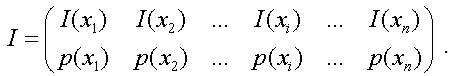 I = ( I(x₁) I(x₂) ... I(xᵢ) ... I(xₙ)
p(x₁) p(x₂) ... p(xᵢ) ... p(xₙ) ) .